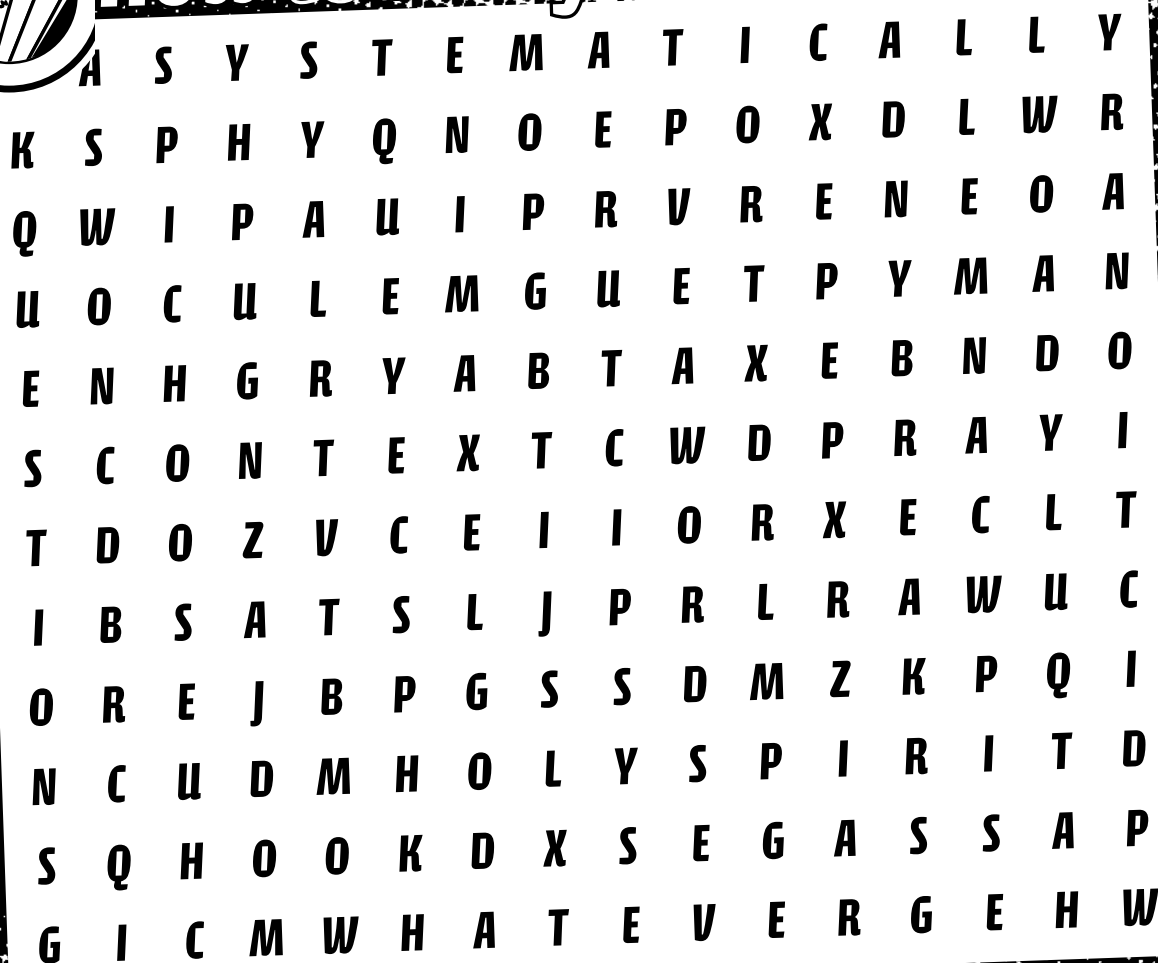 A S Y S T E M A T I C A L L Y
K S P H Y Q N O E P O X D L W R
Q W I P A U I P R V R E N E O A
U O C U L E M G U E T P Y M A N
E N H G R Y A B T A X E B N D O
S C O N T E X T C W D P R A Y I
T D O Z V C E I I O R X E C L T
I B S A T S L J P R L R A W U C
O R E J B P G S S D M Z K P Q I
N C U D M H O L Y S P I R I T D
S Q H O O K D X S E G A S S A P
G I C M W H A T E V E R G E H W